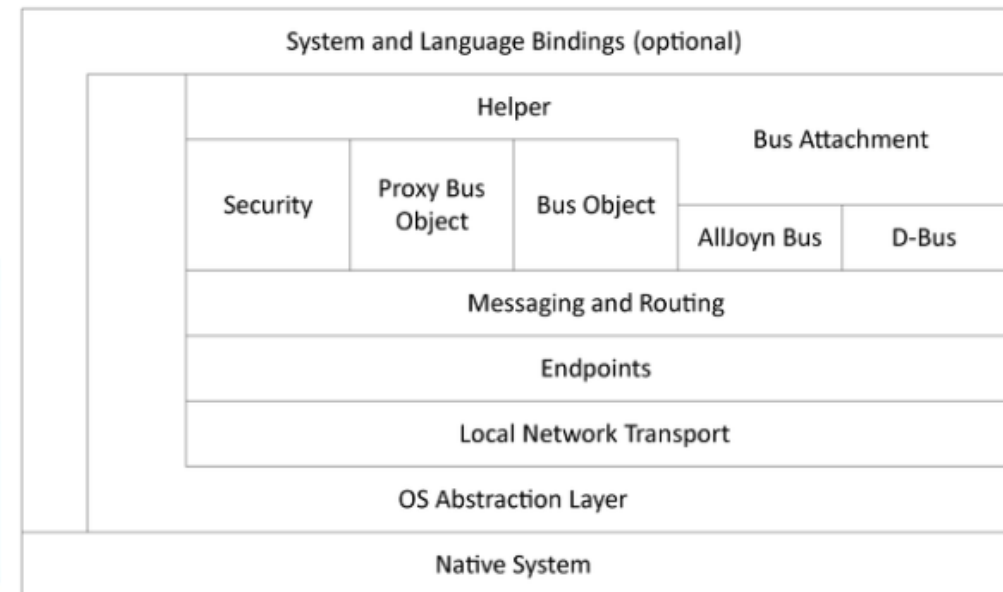 System and Language Bindings (optional)
Helper
Bus Attachment
Security
Proxy Bus
Object
Bus Object
AllJoyn Bus
D-Bus
Messaging and Routing
Endpoints
Local Network Transport
OS Abstraction Layer
Native System